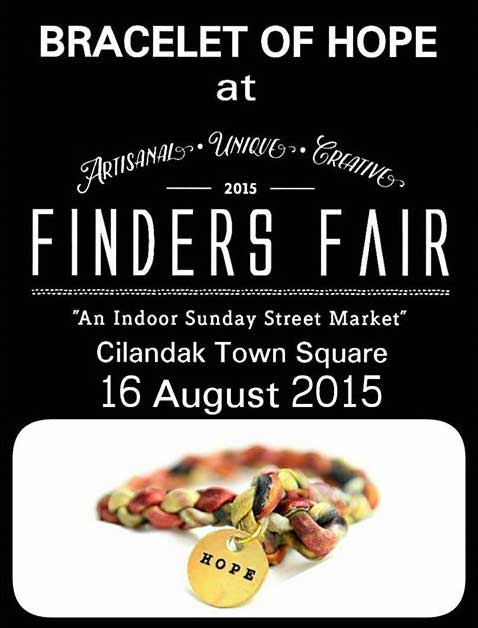 BRACELET OF HOPE
at
ARTISANAL • UNIQUE • CREATIVE
2015
FINDERS FAIR
"An Indoor Sunday Street Market"
Cilandak Town Square
16 August 2015
HOPE